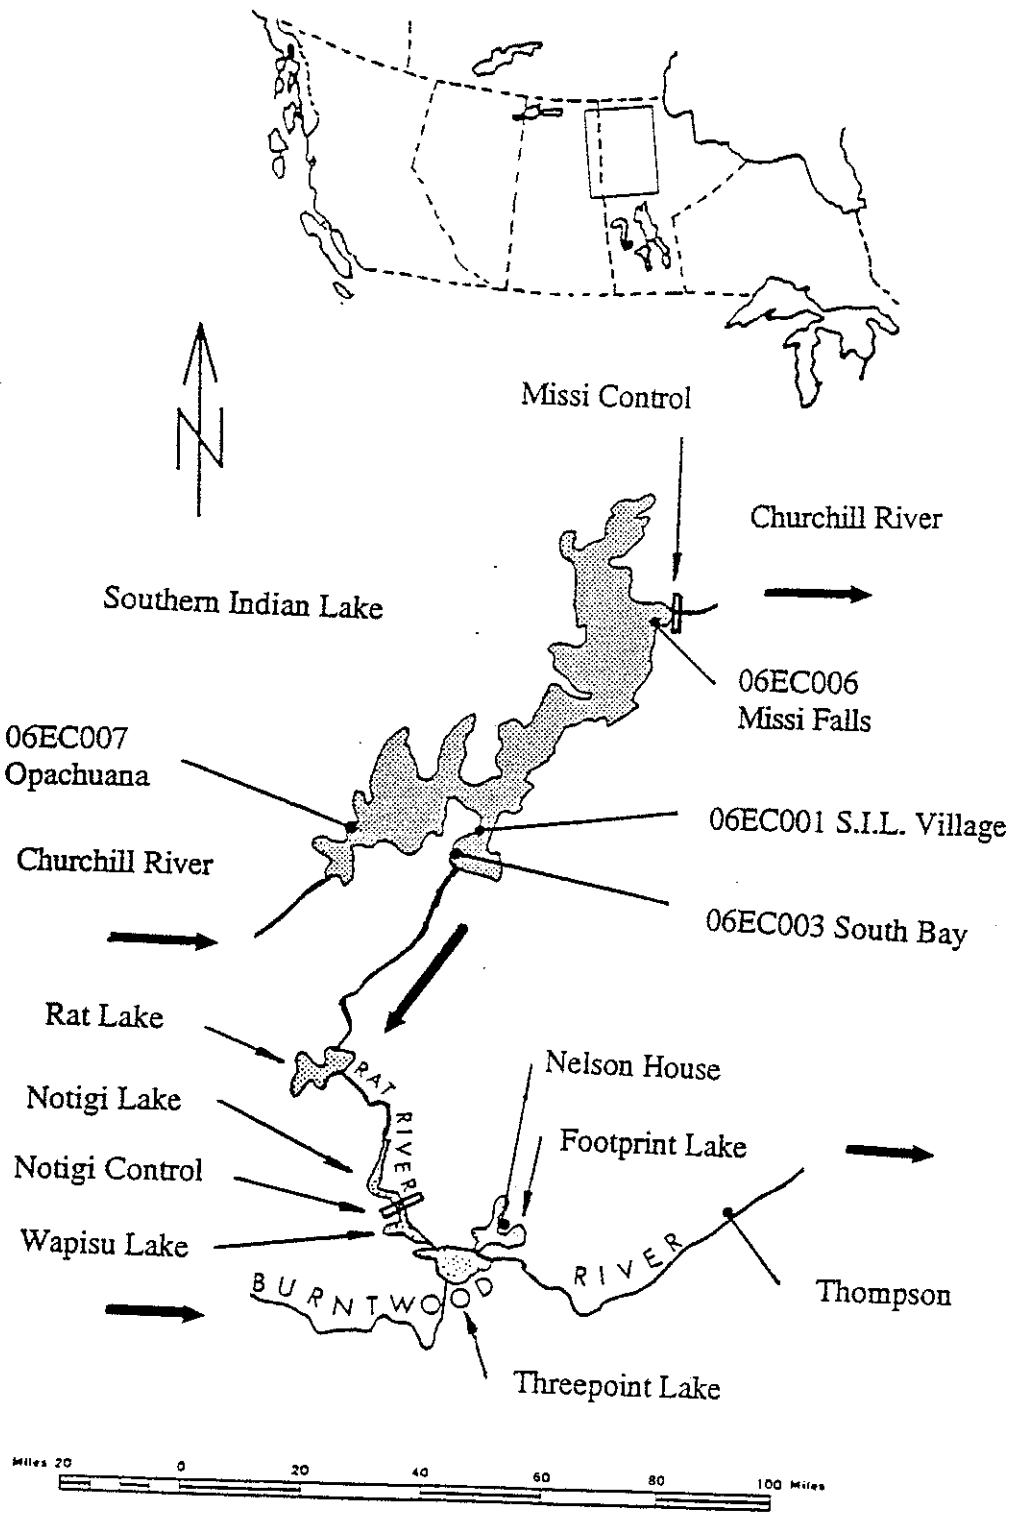 Missi Control
N
Churchill River
Southern Indian Lake
06EC006
Missi Falls
06EC007
Opachuana
06EC001 S.I.L. Village
Churchill River
06EC003 South Bay
Rat Lake
Nelson House
RAT RIVER
Notigi Lake
Footprint Lake
Notigi Control
Wapisu Lake
BURNTWOOD RIVER
Thompson
Threepoint Lake
Miles 20 0 20 40 60 80 100 Miles